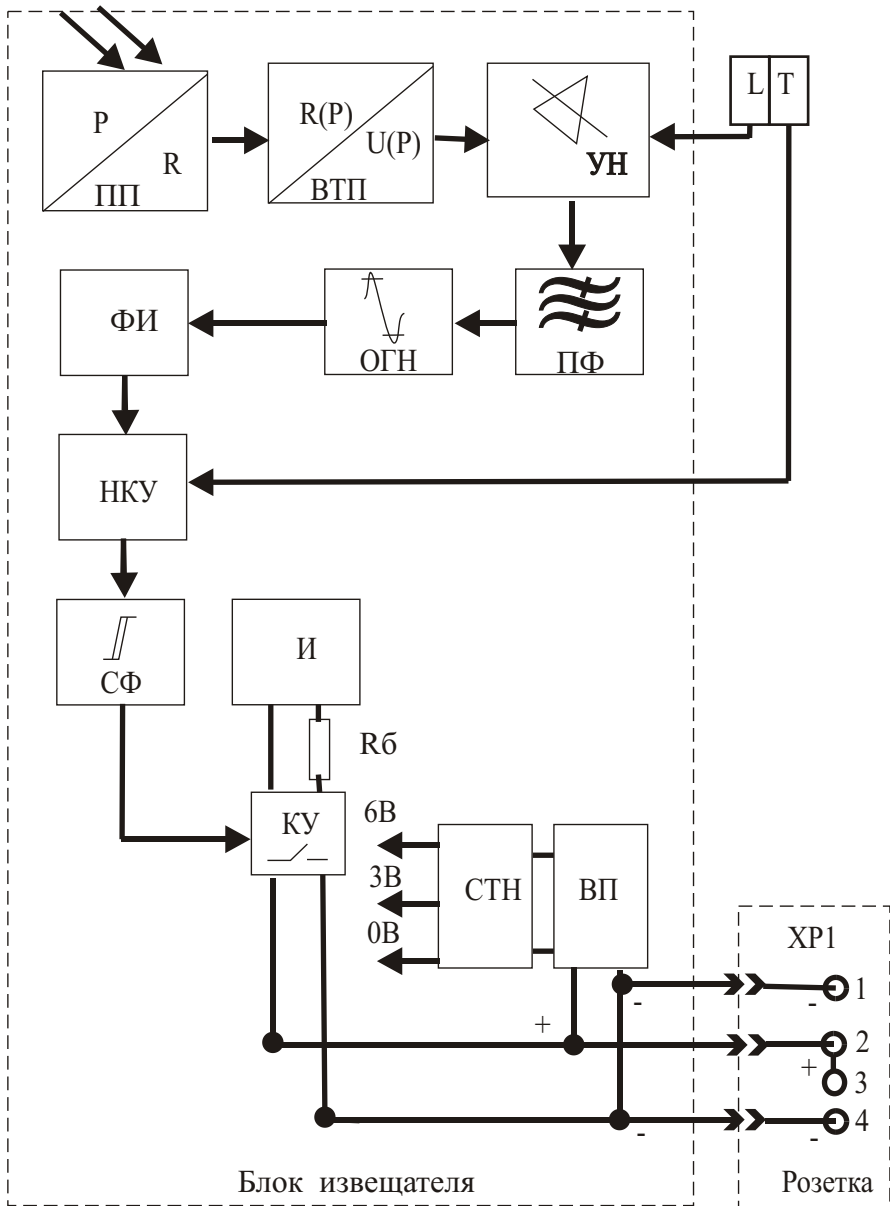 P
R
ПП
R(P)
U(P)
ВТП
УН
L T
ФИ
ОГН
ПФ
НКУ
СФ
И
Rб
КУ
6В
3В
0В
СТН
ВП
XP1
1
-
-
+
2
+
3
4
-
-
Блок извещателя
Розетка